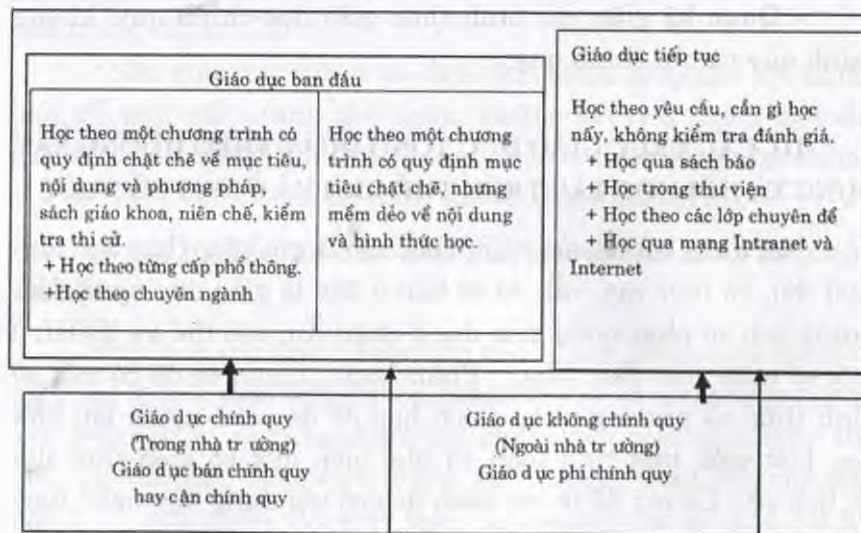 Giáo dục ban đầu
Học theo một chương trình có
quy định chặt chẽ về mục tiêu,
nội dung và phương pháp,
sách giáo khoa, niên chế, kiểm
tra thi cử.
+ Học theo từng cấp phổ thông.
+Học theo chuyên ngành
Học theo một chương
trình có quy định mục
tiêu chặt chẽ, nhưng
mềm dẻo về nội dung
và hình thức học.
Giáo dục tiếp tục
Học theo yêu cầu, cần gì học
nấy, không kiểm tra đánh giá.
+ Học qua sách báo
+ Học trong thư viện
+ Học theo các lớp chuyên đề
+ Học qua mạng Intranet và
Internet
Giáo dục chính quy
(Trong nhà tr ường)
Giáo dục bán chính quy
hay cận chính quy
Giáo dục không chính quy
(Ngoài nhà tr ường)
Giáo dục phi chính quy